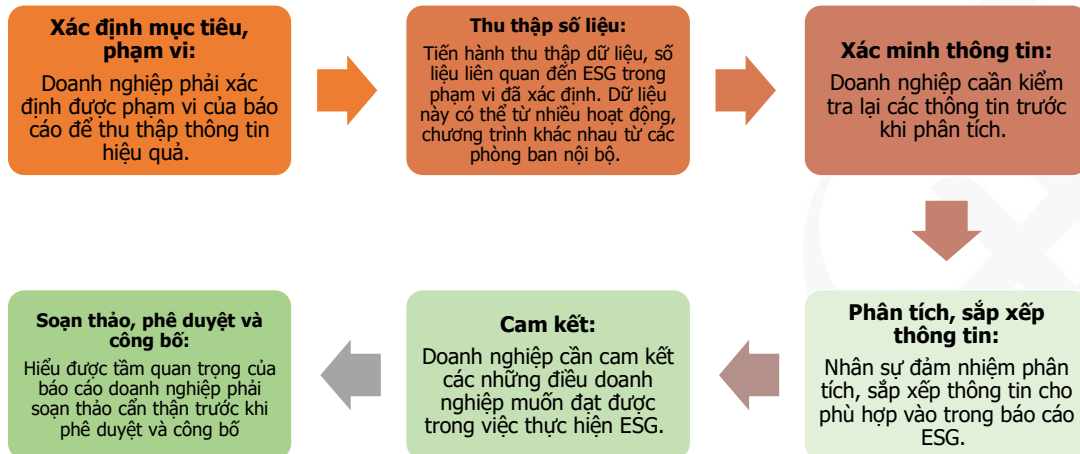 Xác định mục tiêu,
phạm vi:
Doanh nghiệp phải xác
định được phạm vi của báo
cáo để thu thập thông tin
hiệu quả.
Thu thập số liệu:
Tiến hành thu thập dữ liệu, số
liệu liên quan đến ESG trong
phạm vi đã xác định. Dữ liệu
này có thể từ nhiều hoạt động,
chương trình khác nhau từ các
phòng ban nội bộ.
Xác minh thông tin:
Doanh nghiệp caần kiểm
tra lại các thông tin trước
khi phân tích.
Phân tích, sắp xếp
thông tin:
Nhân sự đảm nhiệm phân
tích, sắp xếp thông tin cho
phù hợp vào trong báo cáo
ESG.
Cam kết:
Doanh nghiệp cần cam kết
các những điều doanh
nghiệp muốn đạt được
trong việc thực hiện ESG.
Soạn thảo, phê duyệt và
công bố:
Hiểu được tầm quan trọng của
báo cáo doanh nghiệp phải
soạn thảo cẩn thận trước khi
phê duyệt và công bố